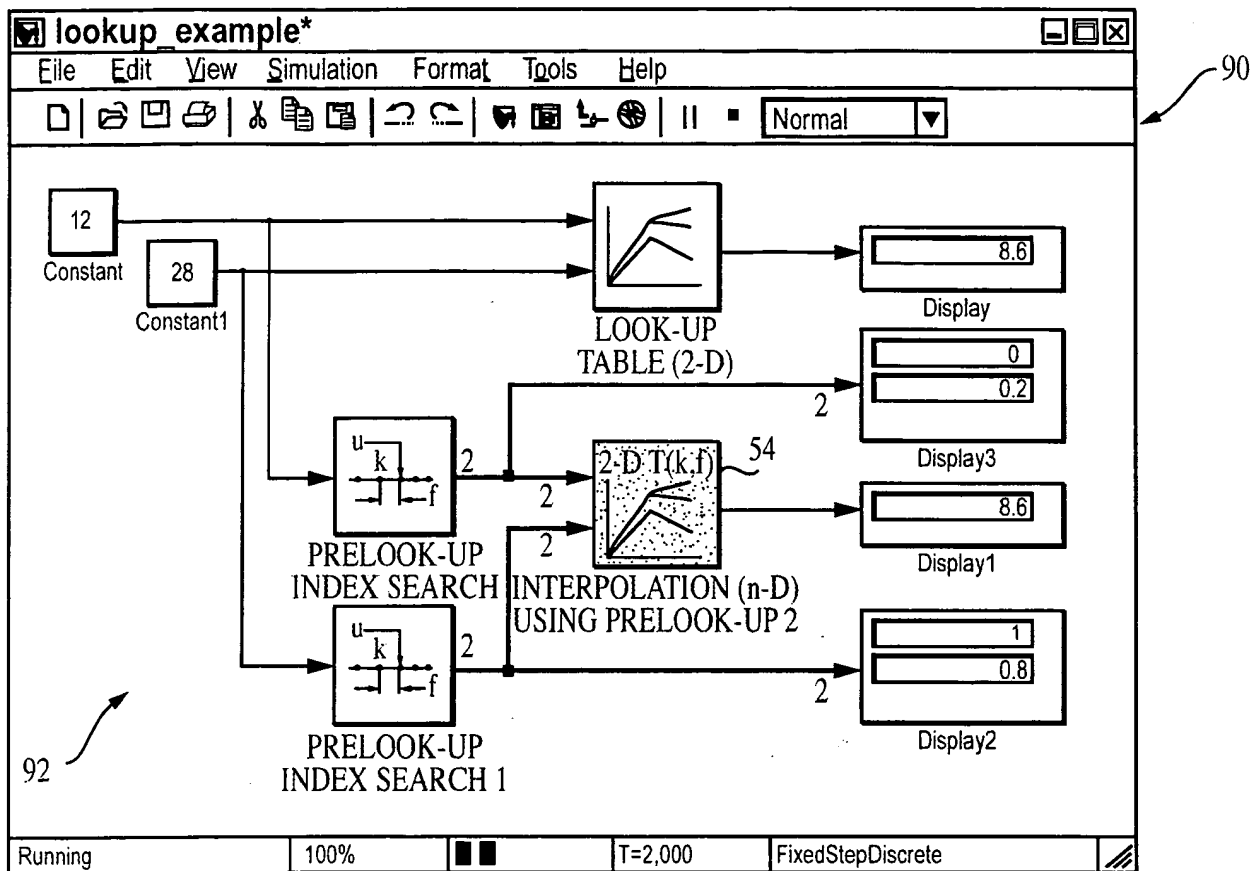 lookup_example*
File Edit View Simulation Format Tools Help
Normal
90
12
Constant
28
Constant1
LOOK-UP
TABLE (2-D)
8.6
Display
0
0.2
2
Display3
u
k
f
2
2
2
PRELOOK-UP
INDEX SEARCH
2-D T(k,f)
54
INTERPOLATION (n-D)
USING PRELOOK-UP 2
8.6
Display1
u
k
f
2
PRELOOK-UP
INDEX SEARCH 1
2
1
0.8
Display2
92
Running 100% T=2,000 FixedStepDiscrete